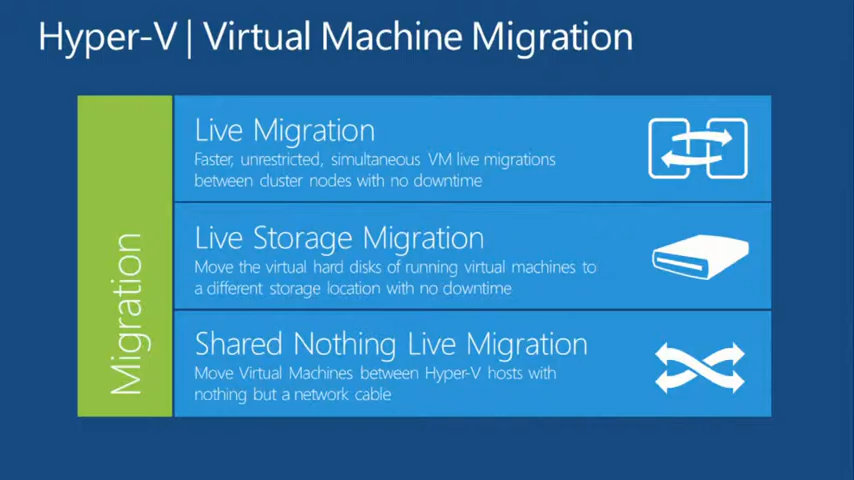 Hyper-V | Virtual Machine Migration
Migration
Live Migration
Faster, unrestricted, simultaneous VM live migrations
between cluster nodes with no downtime
Live Storage Migration
Move the virtual hard disks of running virtual machines to
a different storage location with no downtime
Shared Nothing Live Migration
Move Virtual Machines between Hyper-V hosts with
nothing but a network cable